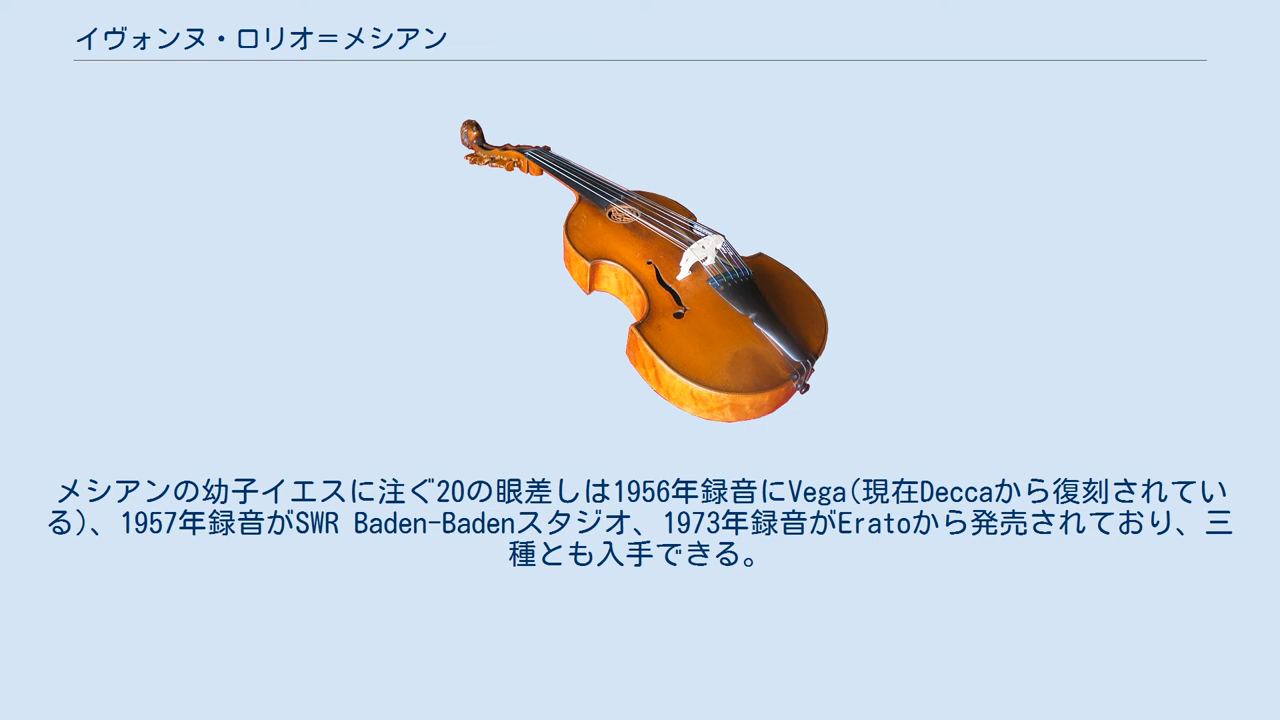 イヴォンヌ・ロリオ＝メシアン
メシアンの幼子イエスに注ぐ20の眼差しは1956年録音にVega(現在Deccaから復刻されてい
る)、1957年録音がSWR Baden-Badenスタジオ、1973年録音がEratoから発売されており、三
種とも入手できる。